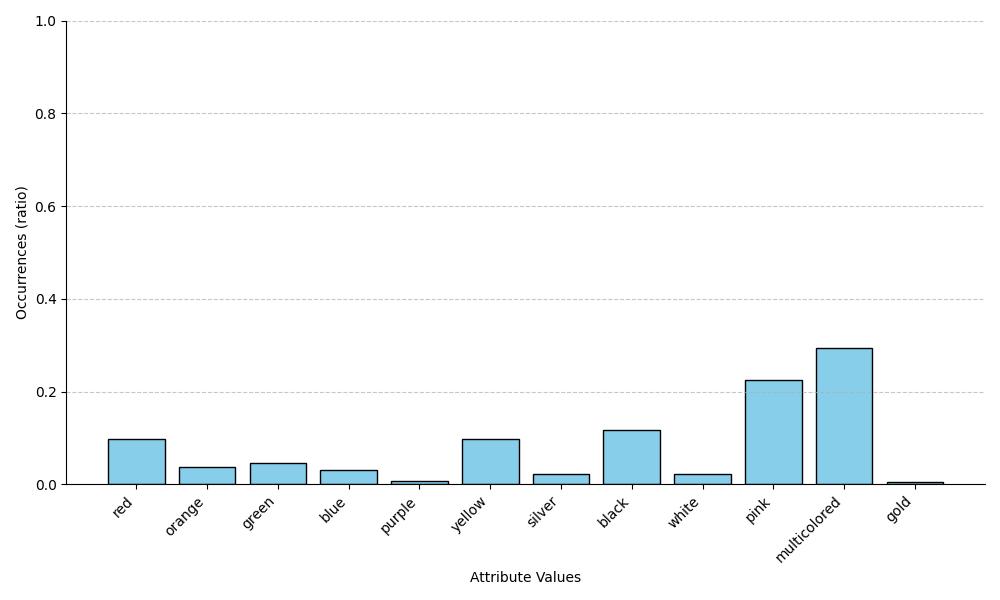 1.0
0.8
0.6
0.4
0.2
0.0
Occurrences (ratio)
red
orange
green
blue
purple
yellow
silver
black
white
pink
multicolored
gold
Attribute Values